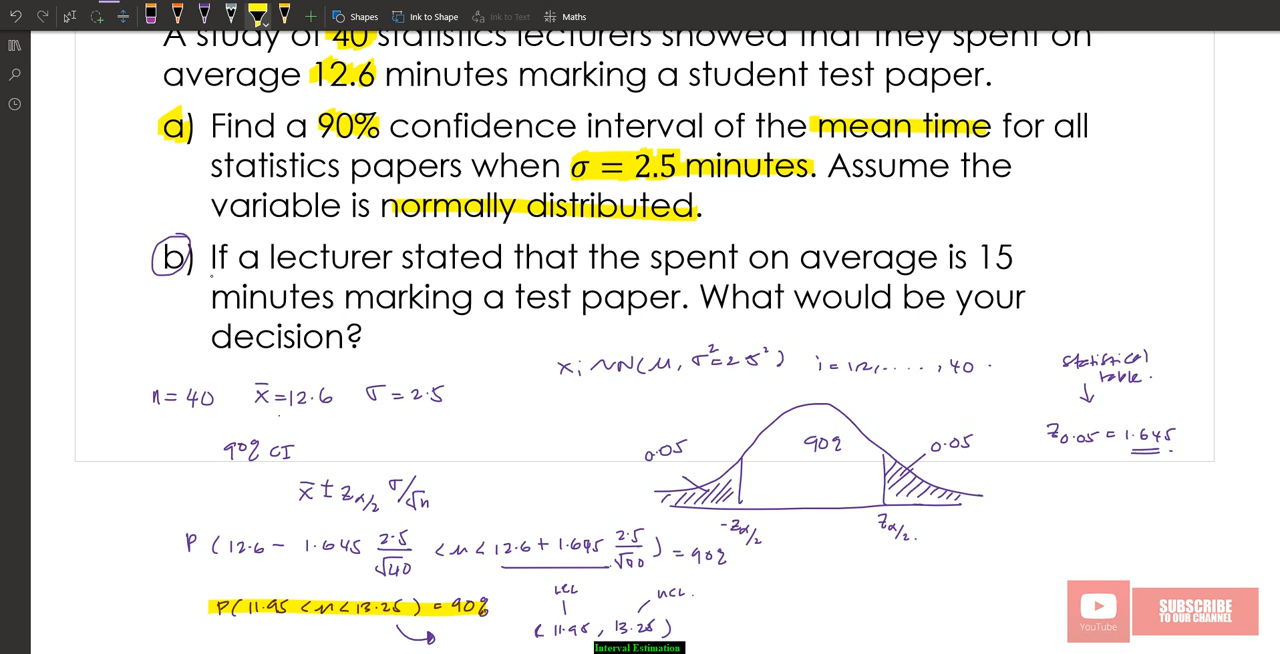 Shapes Ink to Shape Ink to Text Maths
A study of 40 statistics lecturers showed that they spent on
average 12.6 minutes marking a student test paper.
a) Find a 90% confidence interval of the mean time for all
statistics papers when σ = 2.5 minutes. Assume the
variable is normally distributed.
b) If a lecturer stated that the spent on average is 15
minutes marking a test paper. What would be your
decision?
xi ~ N(μ, σ²=2.5²) i=1,2,.....,40.
statistical
table.
n=40 x̄=12.6 σ=2.5
Z0.05 = 1.645.
90% CI
0.05 90% 0.05
x̄ ± zα/2 σ/√n
-Zα/2 Zα/2.
P (12.6 - 1.645 2.5/√40 < μ < 12.6 + 1.645 2.5/√40) = 90%
LCL UCL.
P(11.95 < μ < 13.25) = 90%
(11.95, 13.25)
Interval Estimation
YouTube
SUBSCRIBE
TO OUR CHANNEL